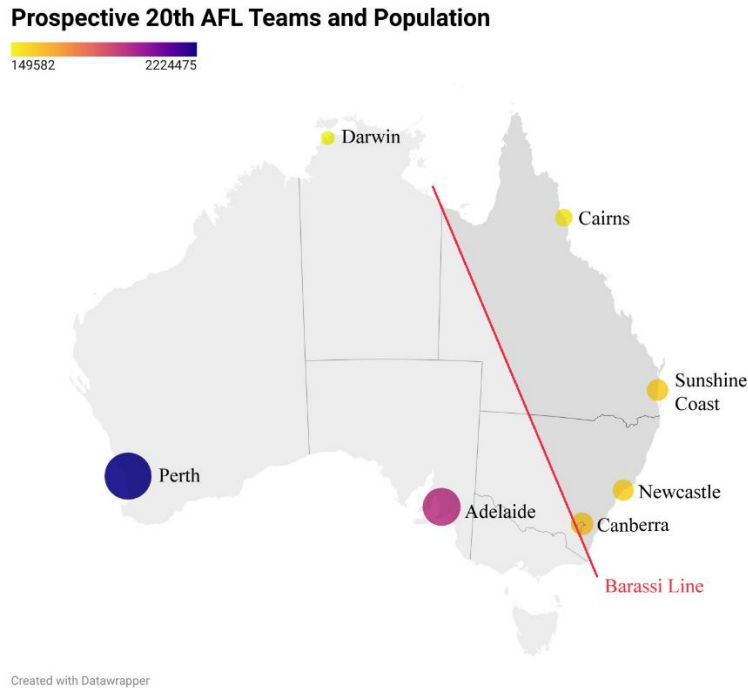 Prospective 20th AFL Teams and Population
149582 2224475
Darwin
Cairns
Sunshine
Coast
Perth
Adelaide
Newcastle
Canberra
Barassi Line
Created with Datawrapper